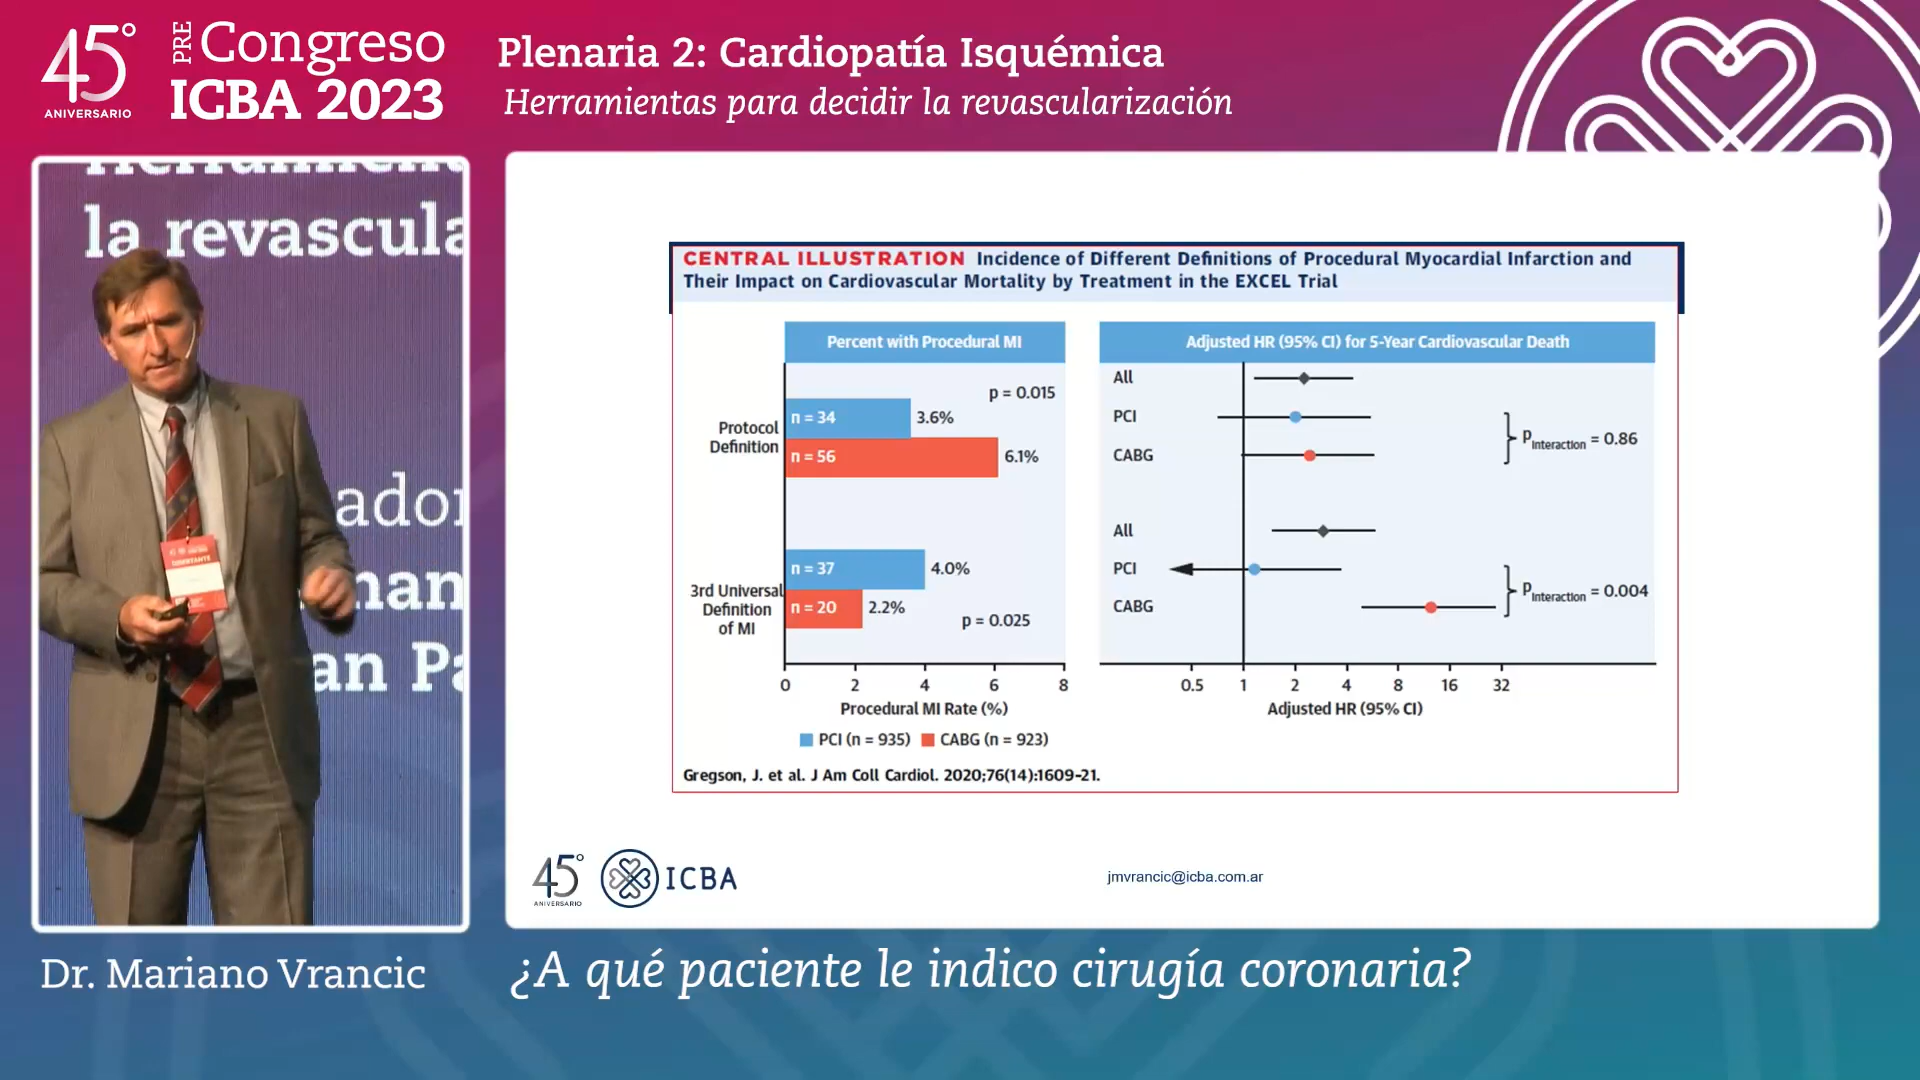 45°
ANIVERSARIO
PRE
Congreso
ICBA 2023
Plenaria 2: Cardiopatía Isquémica
Herramientas para decidir la revascularización
la revascula
ador
an Pa
DISERTANTE
CENTRAL ILLUSTRATION Incidence of Different Definitions of Procedural Myocardial Infarction and
Their Impact on Cardiovascular Mortality by Treatment in the EXCEL Trial
Percent with Procedural MI
p = 0.015
Protocol
Definition
n = 34
3.6%
n = 56
6.1%
3rd Universal
Definition
of MI
n = 37
4.0%
n = 20
2.2%
p = 0.025
0 2 4 6 8
Procedural MI Rate (%)
PCI (n = 935) CABG (n = 923)
Adjusted HR (95% CI) for 5-Year Cardiovascular Death
All
PCI
CABG
PInteraction = 0.86
All
PCI
CABG
PInteraction = 0.004
0.5 1 2 4 8 16 32
Adjusted HR (95% CI)
Gregson, J. et al. J Am Coll Cardiol. 2020;76(14):1609–21.
45°
ANIVERSARIO
ICBA
jmvrancic@icba.com.ar
Dr. Mariano Vrancic
¿A qué paciente le indico cirugía coronaria?